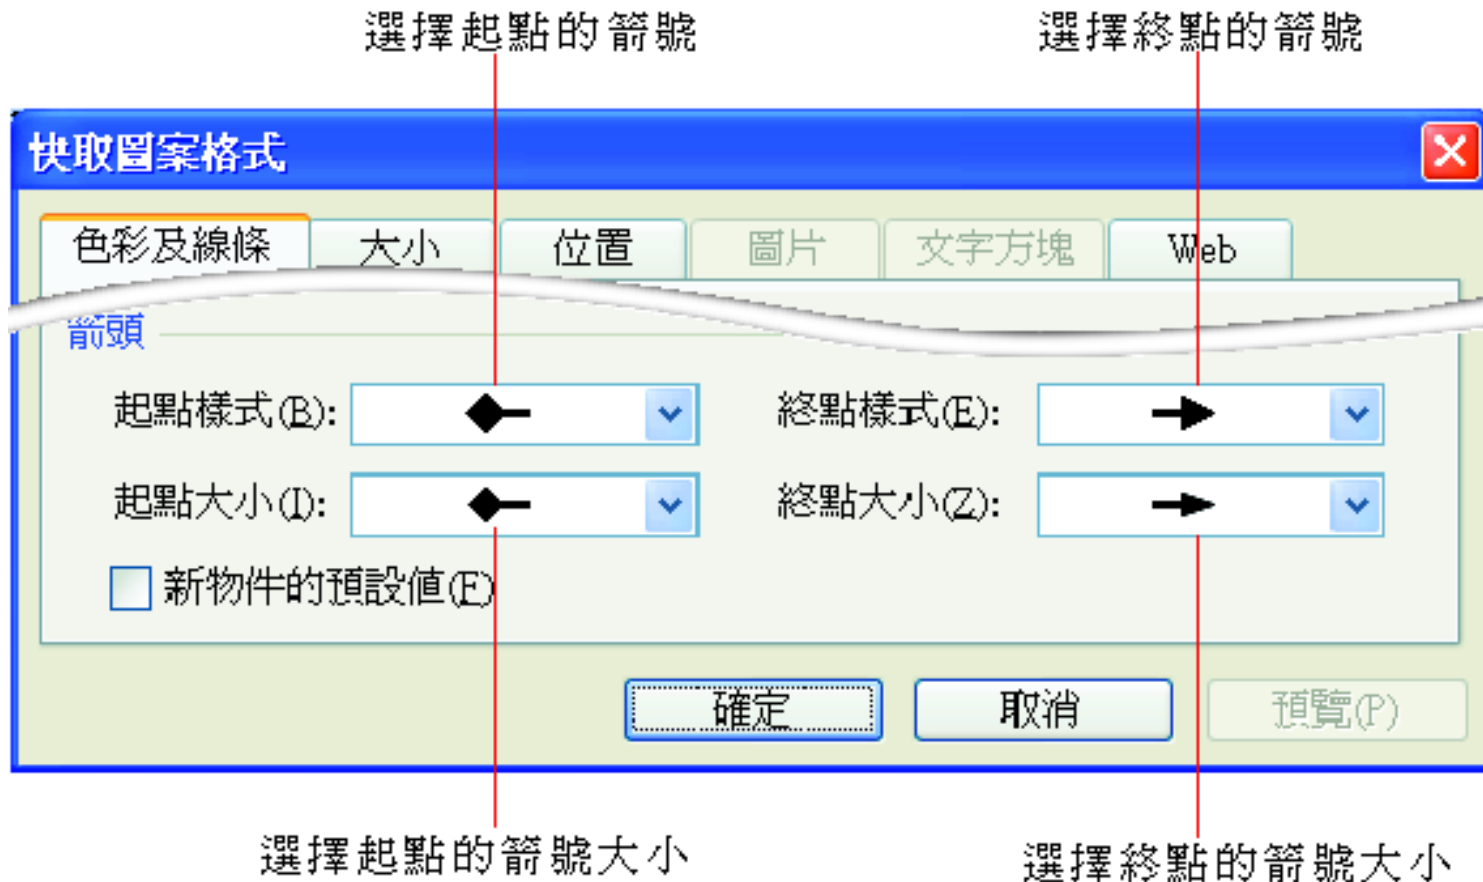 選擇起點的箭號 選擇終點的箭號
快取圖案格式
色彩及線條 大小 位置 圖片 文字方塊 Web
箭頭
起點樣式(B): 終點樣式(E):
起點大小(I): 終點大小(Z):
新物件的預設值(F)
確定 取消 預覽(P)
選擇起點的箭號大小 選擇終點的箭號大小